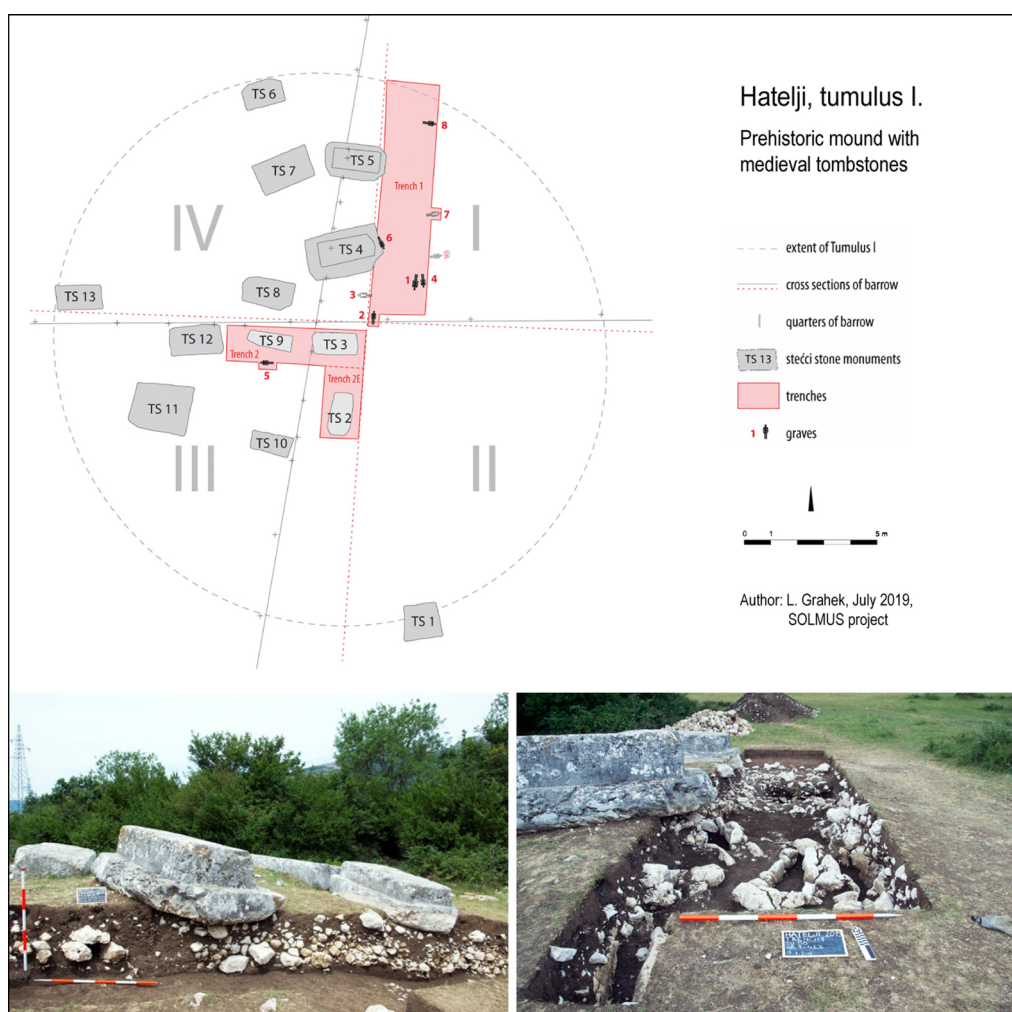 Hatelji, tumulus I.
Prehistoric mound with
medieval tombstones
TS 6
TS 7
TS 5
TS 4
TS 8
TS 13
TS 12
TS 9
TS 3
TS 2
TS 11
TS 10
TS 1
IV
I
III
II
Trench 1
Trench 2
Trench 2E
8
7
6
9
1
4
3
2
5
extent of Tumulus I
cross sections of barrow
I
quarters of barrow
TS 13
stećci stone monuments
trenches
1
graves
0 1 5 m
Author: L. Grahek, July 2019,
SOLMUS project
HATELJI